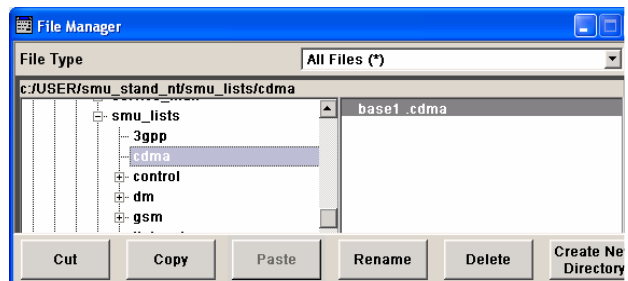 File Manager
File Type
All Files (*)
c:/USER/smu_stand_nt/smu_lists/cdma
smu_lists
base1 .cdma
3gpp
cdma
control
dm
gsm
Cut
Copy
Paste
Rename
Delete
Create Ne
Directory